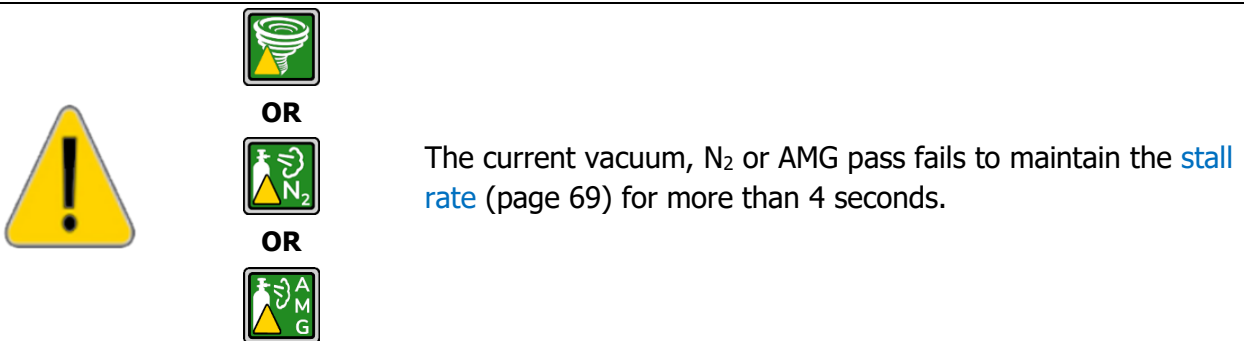 OR
N₂
OR
A
M
G
The current vacuum, N₂ or AMG pass fails to maintain the stall
rate (page 69) for more than 4 seconds.